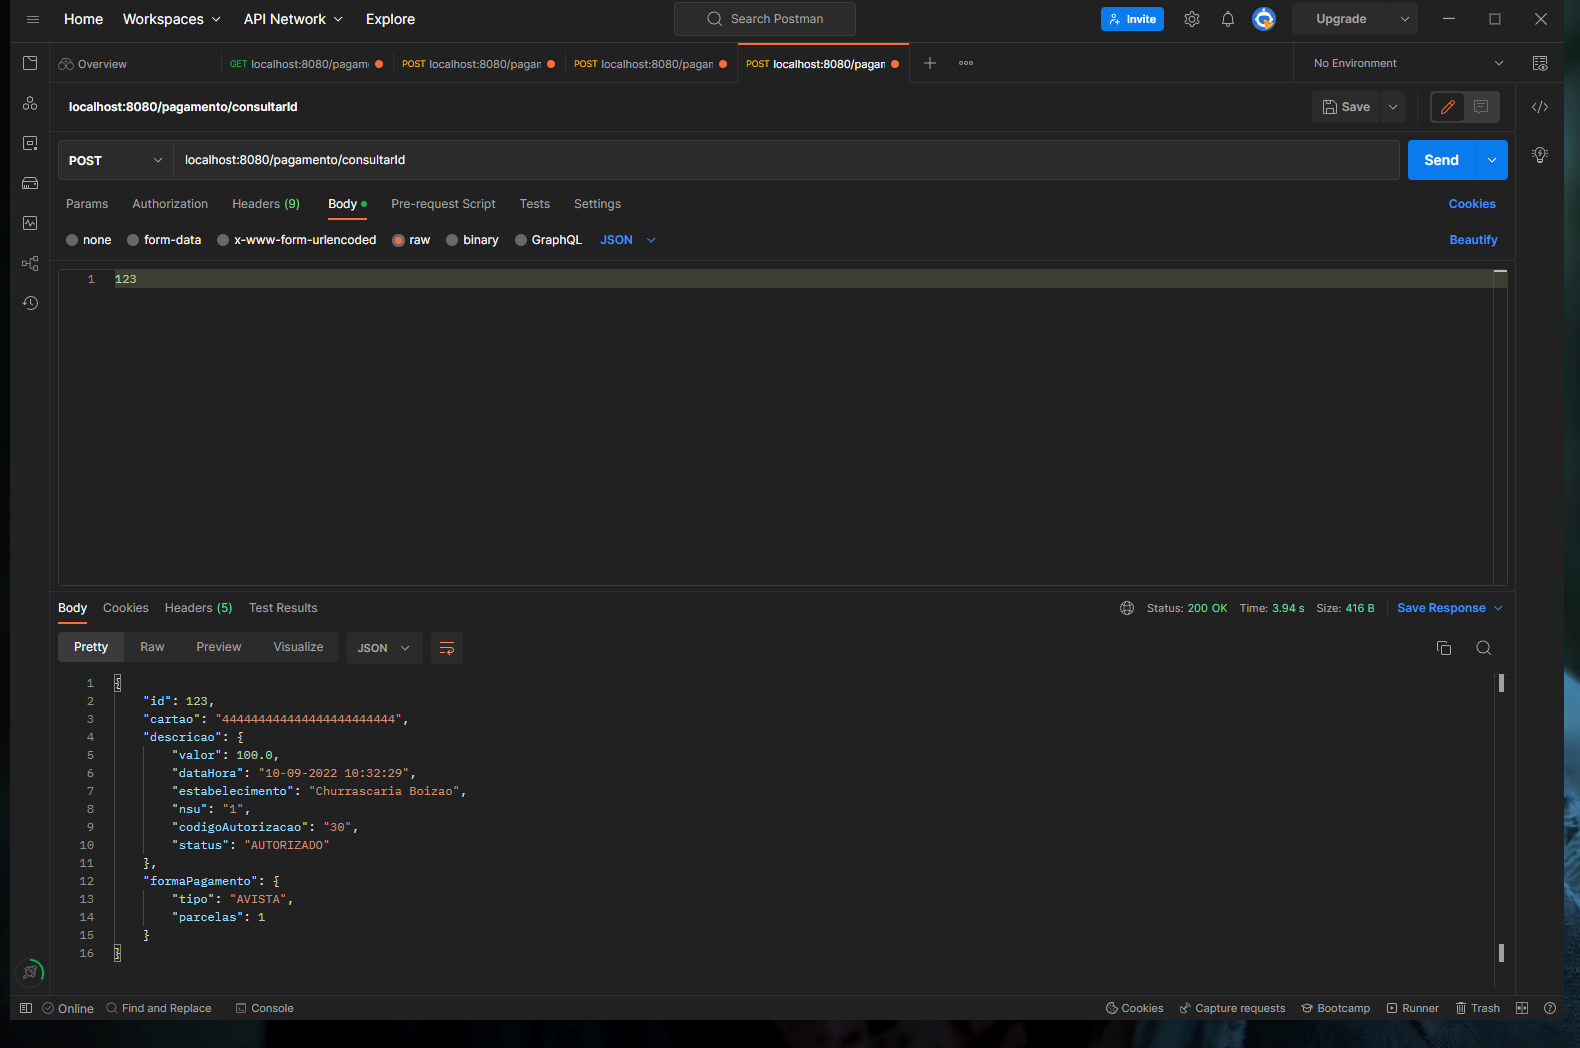 Home Workspaces API Network Explore Search Postman Invite Upgrade
Overview GET localhost:8080/pagam POST localhost:8080/pagan POST localhost:8080/pagan POST localhost:8080/pagan No Environment
localhost:8080/pagamento/consultarId Save
POST localhost:8080/pagamento/consultarId Send
Params Authorization Headers (9) Body Pre-request Script Tests Settings Cookies
none form-data x-www-form-urlencoded raw binary GraphQL JSON Beautify
1 123
Body Cookies Headers (5) Test Results Status: 200 OK Time: 3.94 s Size: 416 B Save Response
Pretty Raw Preview Visualize JSON
1 {
2 "id": 123,
3 "cartao": "444444444444444444444444",
4 "descricao": {
5 "valor": 100.0,
6 "dataHora": "10-09-2022 10:32:29",
7 "estabelecimento": "Churrascaria Boizao",
8 "nsu": "1",
9 "codigoAutorizacao": "30",
10 "status": "AUTORIZADO"
11 },
12 "formaPagamento": {
13 "tipo": "AVISTA",
14 "parcelas": 1
15 }
16 }
Online Find and Replace Console Cookies Capture requests Bootcamp Runner Trash